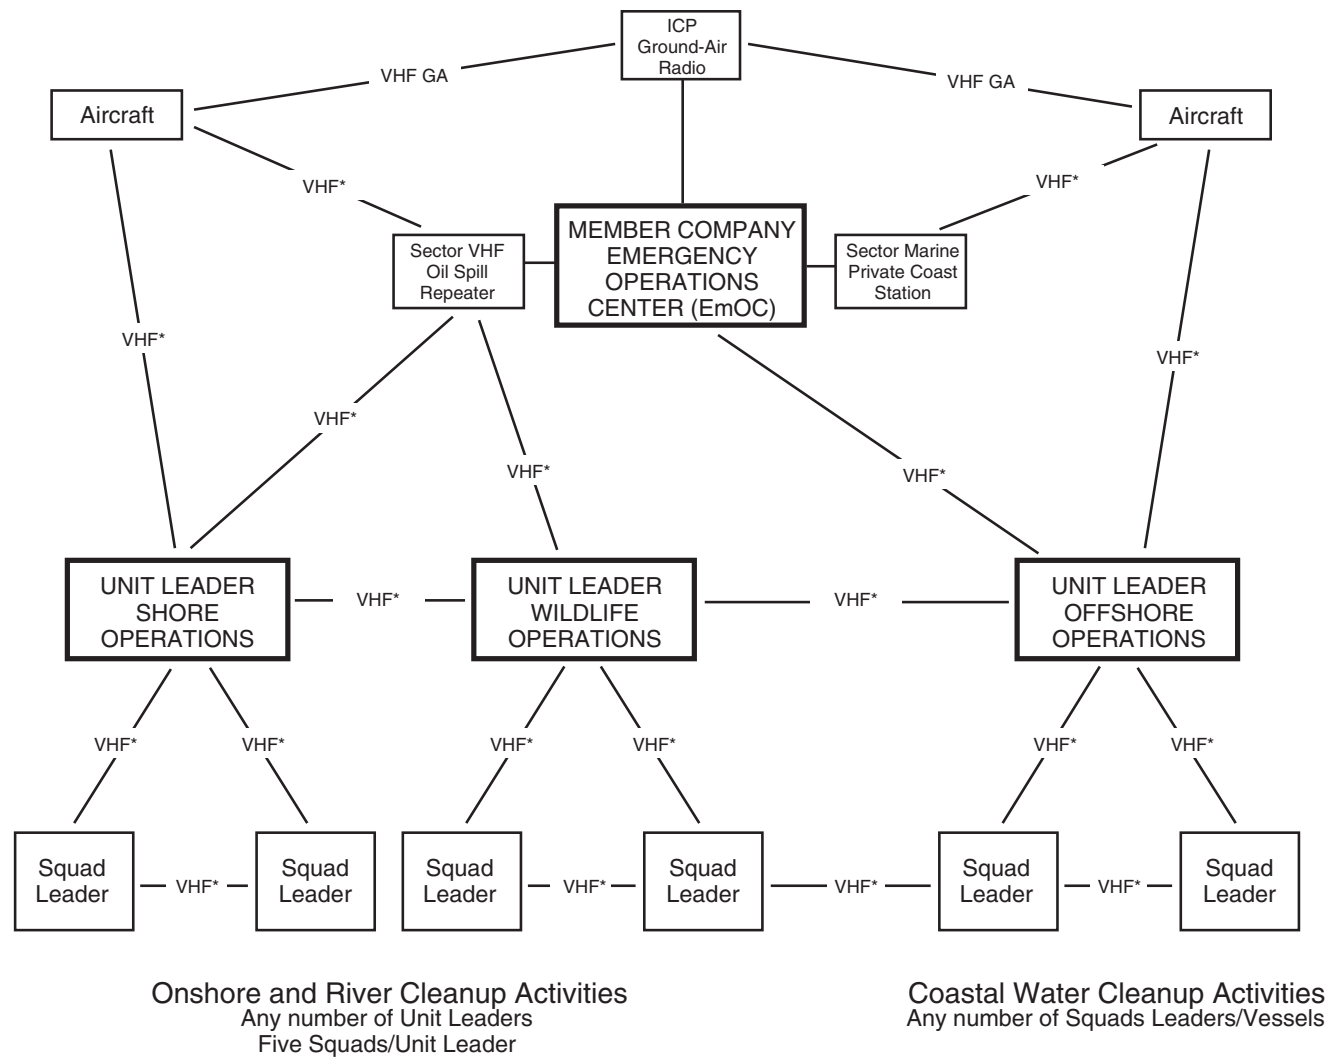 ICP
Ground-Air
Radio
VHF GA
VHF GA
Aircraft
Aircraft
VHF*
VHF*
MEMBER COMPANY
EMERGENCY
OPERATIONS
CENTER (EmOC)
Sector VHF
Oil Spill
Repeater
Sector Marine
Private Coast
Station
VHF*
VHF*
VHF*
VHF*
VHF*
UNIT LEADER
SHORE
OPERATIONS
VHF*
UNIT LEADER
WILDLIFE
OPERATIONS
VHF*
UNIT LEADER
OFFSHORE
OPERATIONS
VHF*
VHF*
VHF*
VHF*
VHF*
VHF*
Squad
Leader
VHF*
Squad
Leader
Squad
Leader
VHF*
Squad
Leader
VHF*
Squad
Leader
VHF*
Squad
Leader
Onshore and River Cleanup Activities
Any number of Unit Leaders
Five Squads/Unit Leader
Coastal Water Cleanup Activities
Any number of Squads Leaders/Vessels